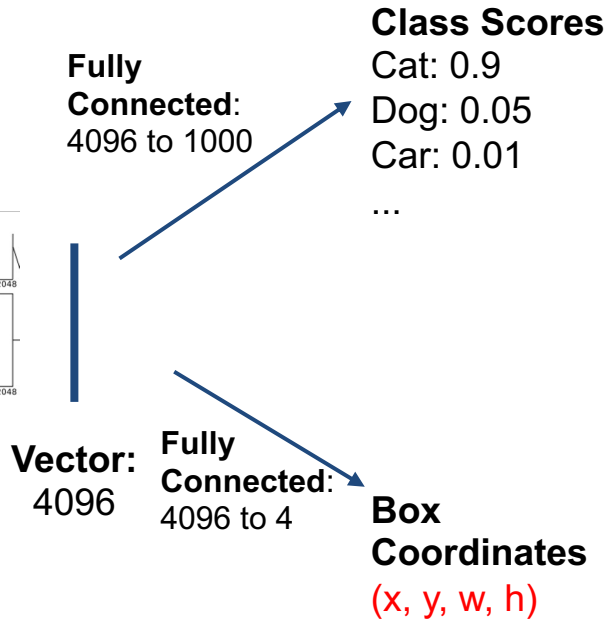 Class Scores
Cat: 0.9
Dog: 0.05
Car: 0.01
...
Fully
Connected:
4096 to 1000
2048
Vector:
4096
Fully
Connected:
4096 to 4
Box
Coordinates
(x, y, w, h)